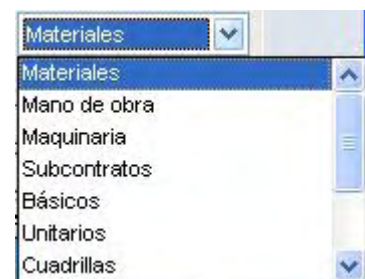 Materiales
Materiales
Mano de obra
Maquinaria
Subcontratos
Básicos
Unitarios
Cuadrillas